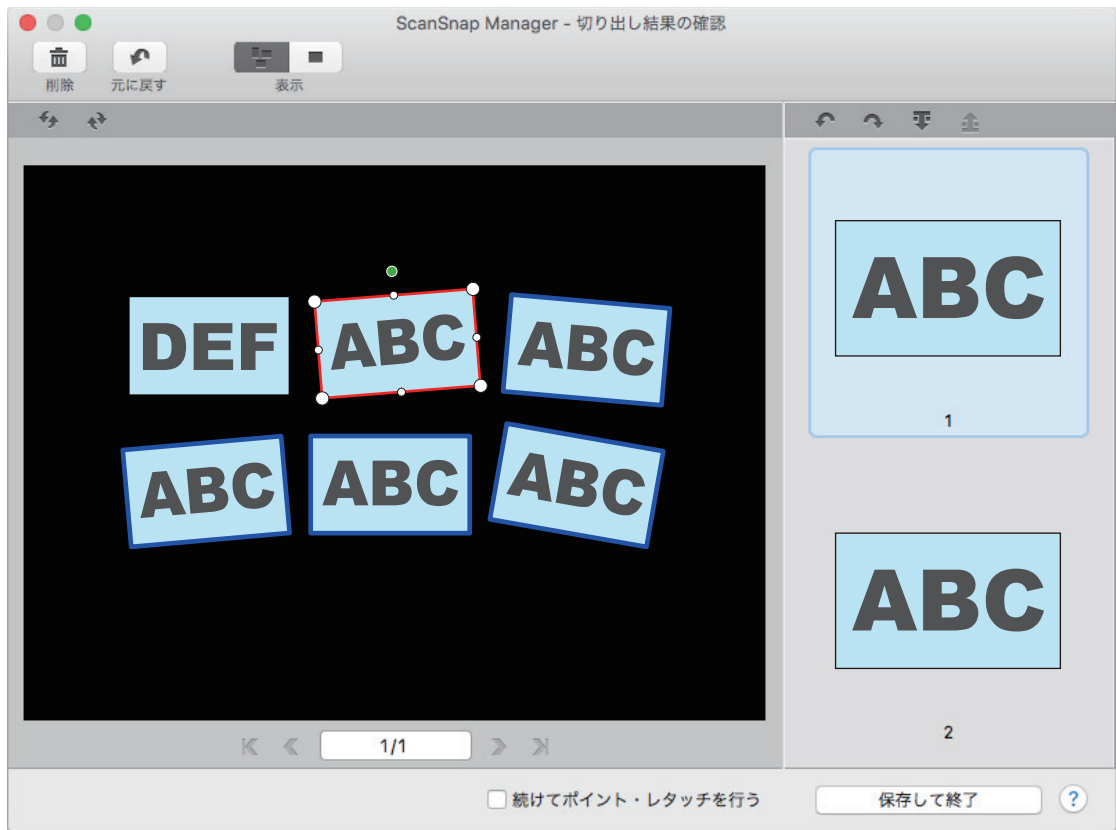 ScanSnap Manager - 切り出し結果の確認
削除 元に戻す 表示
DEF ABC ABC
ABC ABC ABC
ABC
1
ABC
2
1/1
続けてポイント・レタッチを行う 保存して終了 ?